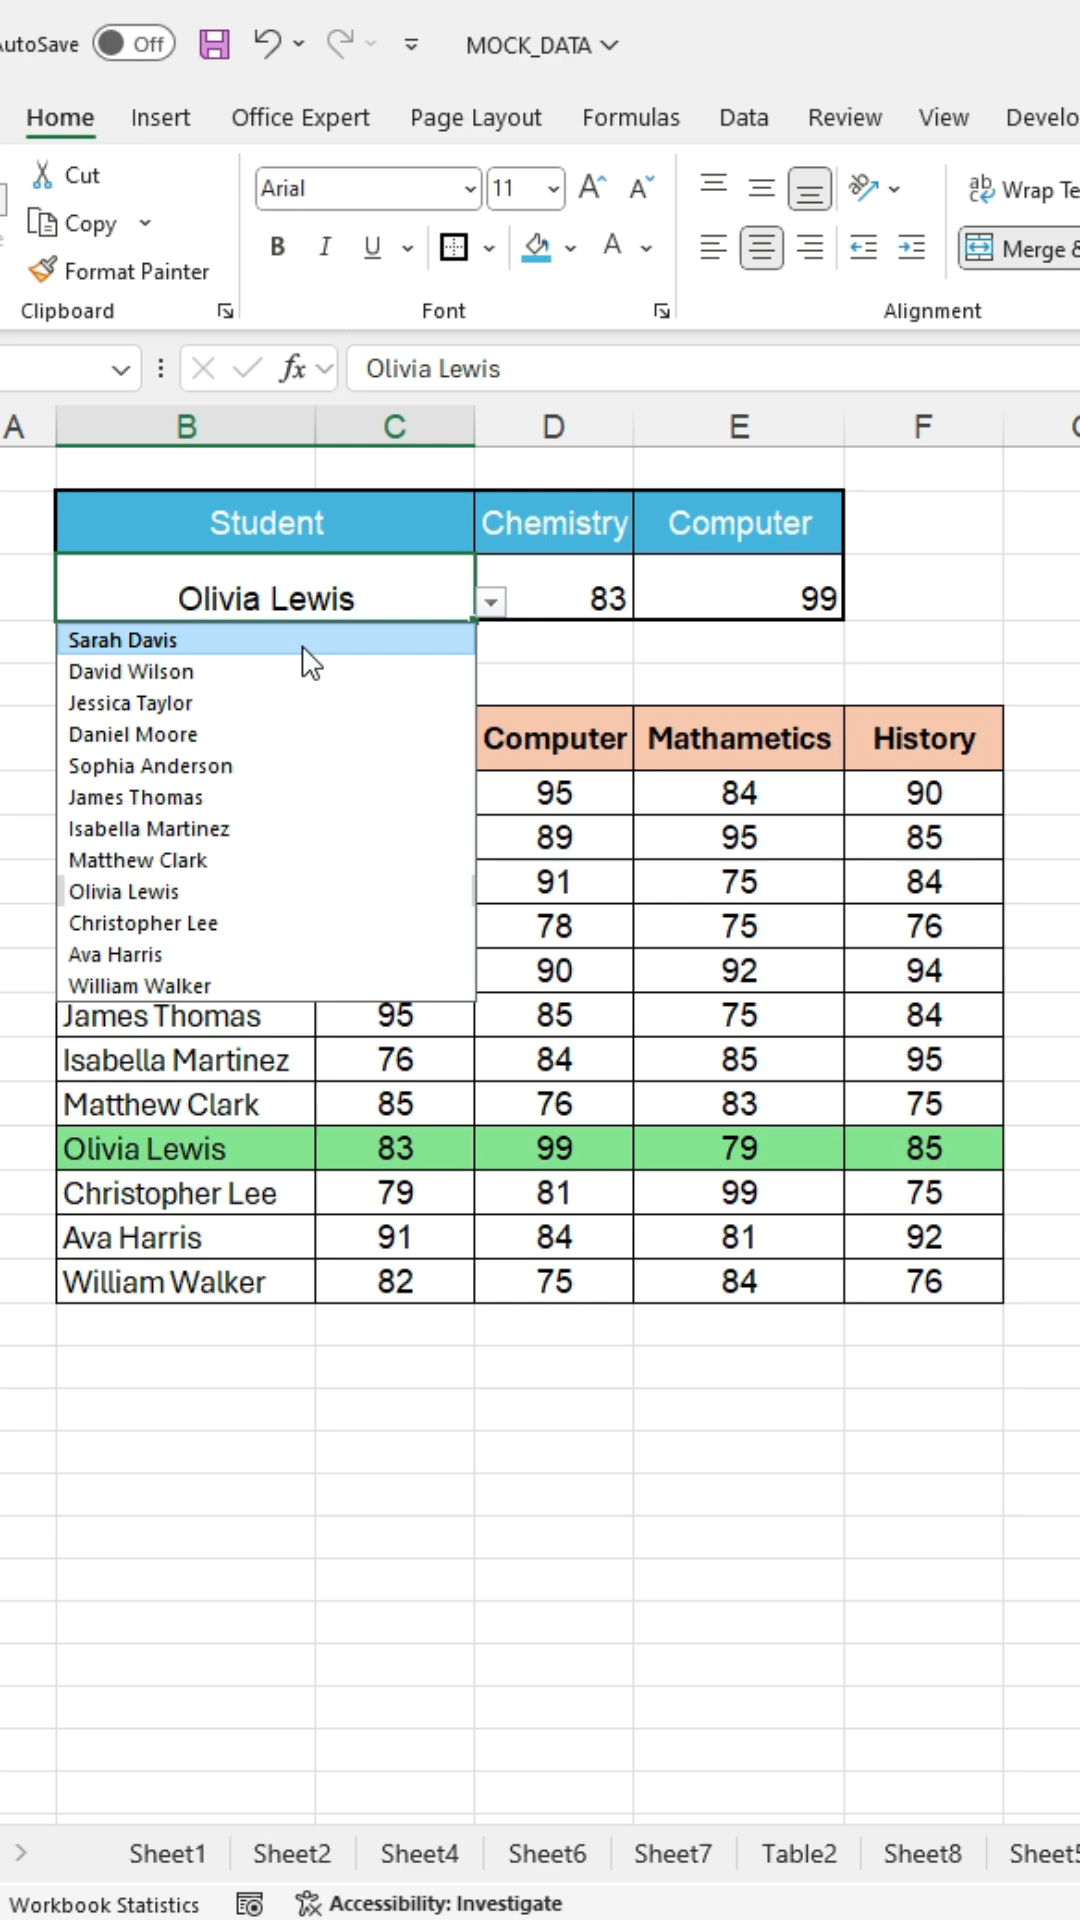 AutoSave Off MOCK_DATA
Home Insert Office Expert Page Layout Formulas Data Review View Develo
Cut
Arial 11 A A
ab
c Wrap Te
Copy
B I U A
Merge &
Format Painter
Clipboard Font Alignment
fx Olivia Lewis
A B C D E F
Student Chemistry Computer
Olivia Lewis 83 99
Sarah Davis
David Wilson
Jessica Taylor
Daniel Moore
Sophia Anderson
James Thomas
Isabella Martinez
Matthew Clark
Olivia Lewis
Christopher Lee
Ava Harris
William Walker
Computer Mathametics History
95 84 90
89 95 85
91 75 84
78 75 76
90 92 94
James Thomas 95 85 75 84
Isabella Martinez 76 84 85 95
Matthew Clark 85 76 83 75
Olivia Lewis 83 99 79 85
Christopher Lee 79 81 99 75
Ava Harris 91 84 81 92
William Walker 82 75 84 76
Sheet1 Sheet2 Sheet4 Sheet6 Sheet7 Table2 Sheet8 Sheet5
Workbook Statistics Accessibility: Investigate